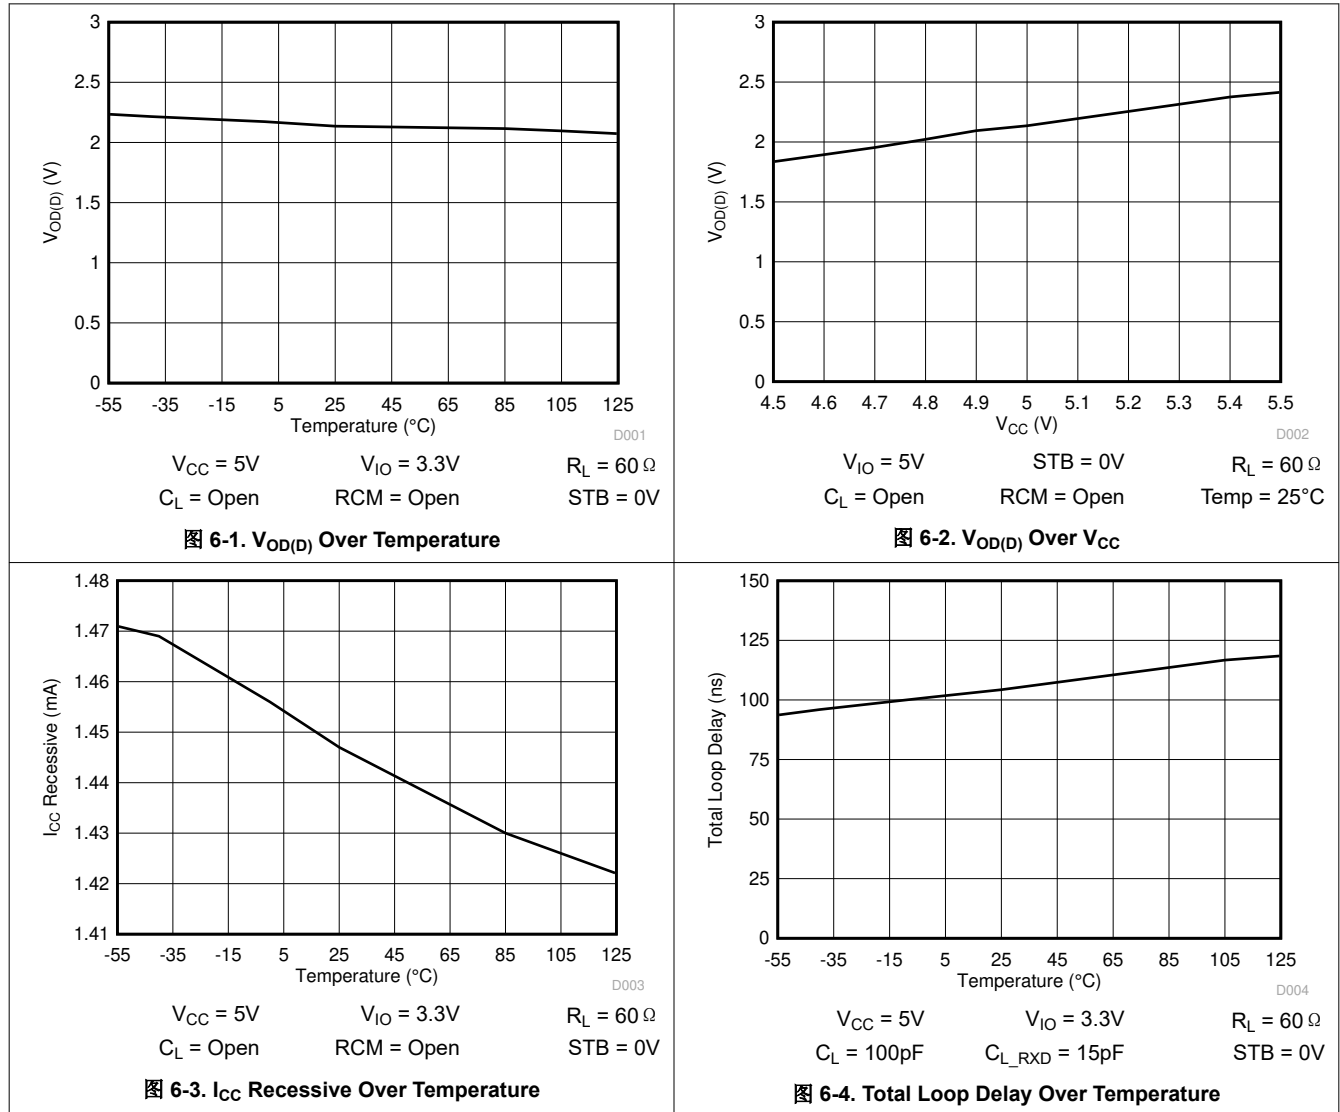 3
2.5
2
1.5
1
0.5
0
V_OD(D) (V)
-55 -35 -15 5 25 45 65 85 105 125
Temperature (°C)
D001
V_CC = 5V V_IO = 3.3V R_L = 60 Ω
C_L = Open RCM = Open STB = 0V
图 6-1. V_OD(D) Over Temperature
3
2.5
2
1.5
1
0.5
0
V_OD(D) (V)
4.5 4.6 4.7 4.8 4.9 5 5.1 5.2 5.3 5.4 5.5
V_CC (V)
D002
V_IO = 5V STB = 0V R_L = 60 Ω
C_L = Open RCM = Open Temp = 25°C
图 6-2. V_OD(D) Over V_CC
1.48
1.47
1.46
1.45
1.44
1.43
1.42
1.41
I_CC Recessive (mA)
-55 -35 -15 5 25 45 65 85 105 125
Temperature (°C)
D003
V_CC = 5V V_IO = 3.3V R_L = 60 Ω
C_L = Open RCM = Open STB = 0V
图 6-3. I_CC Recessive Over Temperature
150
125
100
75
50
25
0
Total Loop Delay (ns)
-55 -35 -15 5 25 45 65 85 105 125
Temperature (°C)
D004
V_CC = 5V V_IO = 3.3V R_L = 60 Ω
C_L = 100pF C_L_RXD = 15pF STB = 0V
图 6-4. Total Loop Delay Over Temperature